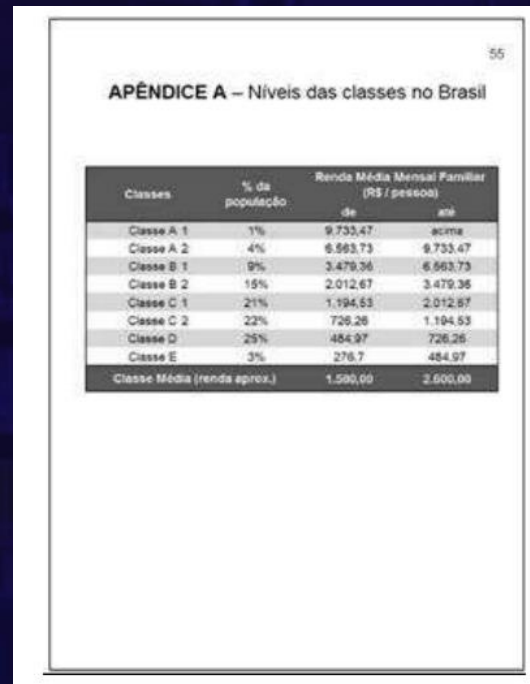 55
APÊNDICE A – Níveis das classes no Brasil
Classes % da população Renda Média Mensal Familiar (R$ / pessoa)
de até
Classe A 1 1% 9.733,47 acima
Classe A 2 4% 6.563,73 9.733,47
Classe B 1 9% 3.479,36 6.563,73
Classe B 2 15% 2.012,67 3.479,36
Classe C 1 21% 1.194,53 2.012,67
Classe C 2 22% 726,26 1.194,53
Classe D 25% 484,97 726,26
Classe E 3% 276,7 484,97
Classe Média (renda aprox.) 1.500,00 2.600,00